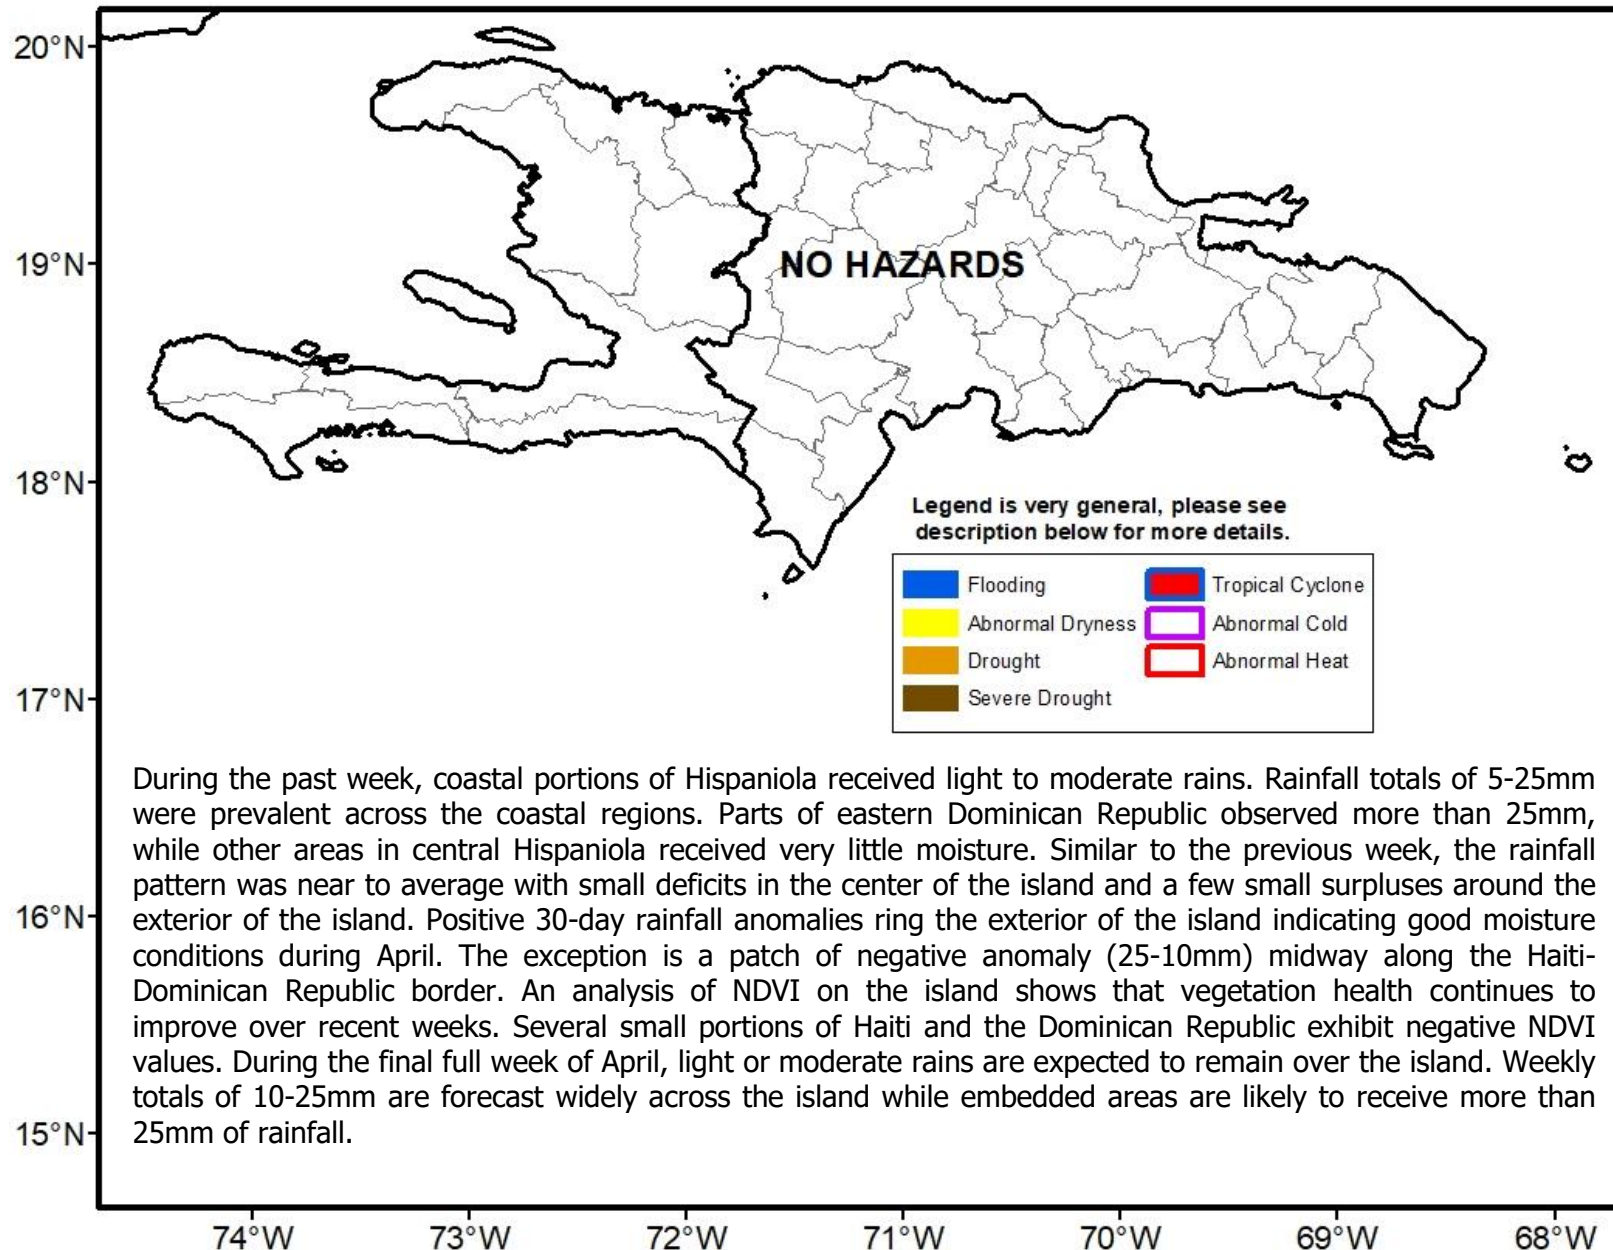 20°N
19°N
18°N
17°N
16°N
15°N
NO HAZARDS
Legend is very general, please see
description below for more details.
Flooding
Tropical Cyclone
Abnormal Dryness
Abnormal Cold
Drought
Abnormal Heat
Severe Drought
During the past week, coastal portions of Hispaniola received light to moderate rains. Rainfall totals of 5-25mm
were prevalent across the coastal regions. Parts of eastern Dominican Republic observed more than 25mm,
while other areas in central Hispaniola received very little moisture. Similar to the previous week, the rainfall
pattern was near to average with small deficits in the center of the island and a few small surpluses around the
exterior of the island. Positive 30-day rainfall anomalies ring the exterior of the island indicating good moisture
conditions during April. The exception is a patch of negative anomaly (25-10mm) midway along the Haiti-
Dominican Republic border. An analysis of NDVI on the island shows that vegetation health continues to
improve over recent weeks. Several small portions of Haiti and the Dominican Republic exhibit negative NDVI
values. During the final full week of April, light or moderate rains are expected to remain over the island. Weekly
totals of 10-25mm are forecast widely across the island while embedded areas are likely to receive more than
25mm of rainfall.
74°W
73°W
72°W
71°W
70°W
69°W
68°W